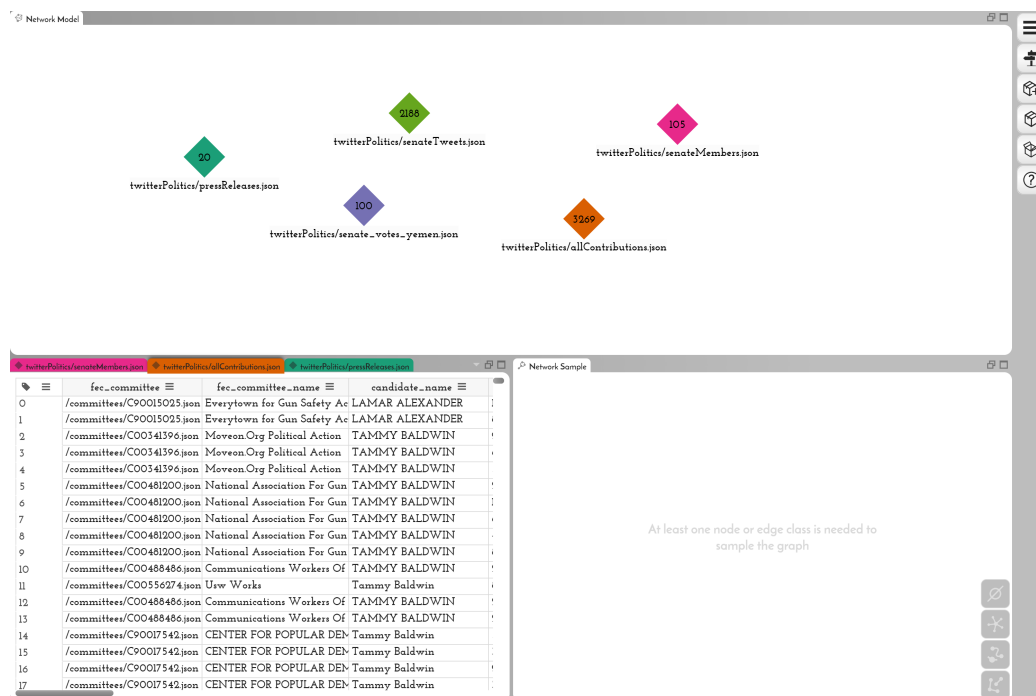 Network Model
2188
twitterPolitics/senateTweets.json
105
twitterPolitics/senateMembers.json
20
twitterPolitics/pressReleases.json
100
twitterPolitics/senate_votes_yemen.json
3269
twitterPolitics/allContributions.json
twitterPolitics/senateMembers.json twitterPolitics/allContributions.json twitterPolitics/pressReleases.json
Network Sample
fec_committee fec_committee_name candidate_name
0 /committees/C90015025.json Everytown for Gun Safety Ac LAMAR ALEXANDER
1 /committees/C90015025.json Everytown for Gun Safety Ac LAMAR ALEXANDER
2 /committees/C00341396.json Moveon.Org Political Action TAMMY BALDWIN
3 /committees/C00341396.json Moveon.Org Political Action TAMMY BALDWIN
4 /committees/C00341396.json Moveon.Org Political Action TAMMY BALDWIN
5 /committees/C00481200.json National Association For Gun TAMMY BALDWIN
6 /committees/C00481200.json National Association For Gun TAMMY BALDWIN
7 /committees/C00481200.json National Association For Gun TAMMY BALDWIN
8 /committees/C00481200.json National Association For Gun TAMMY BALDWIN
9 /committees/C00481200.json National Association For Gun TAMMY BALDWIN
10 /committees/C00488486.json Communications Workers Of TAMMY BALDWIN
11 /committees/C00556274.json Usw Works Tammy Baldwin
12 /committees/C00488486.json Communications Workers Of TAMMY BALDWIN
13 /committees/C00488486.json Communications Workers Of TAMMY BALDWIN
14 /committees/C90017542.json CENTER FOR POPULAR DEM Tammy Baldwin
15 /committees/C90017542.json CENTER FOR POPULAR DEM Tammy Baldwin
16 /committees/C90017542.json CENTER FOR POPULAR DEM Tammy Baldwin
17 /committees/C90017542.json CENTER FOR POPULAR DEM Tammy Baldwin
At least one node or edge class is needed to
sample the graph